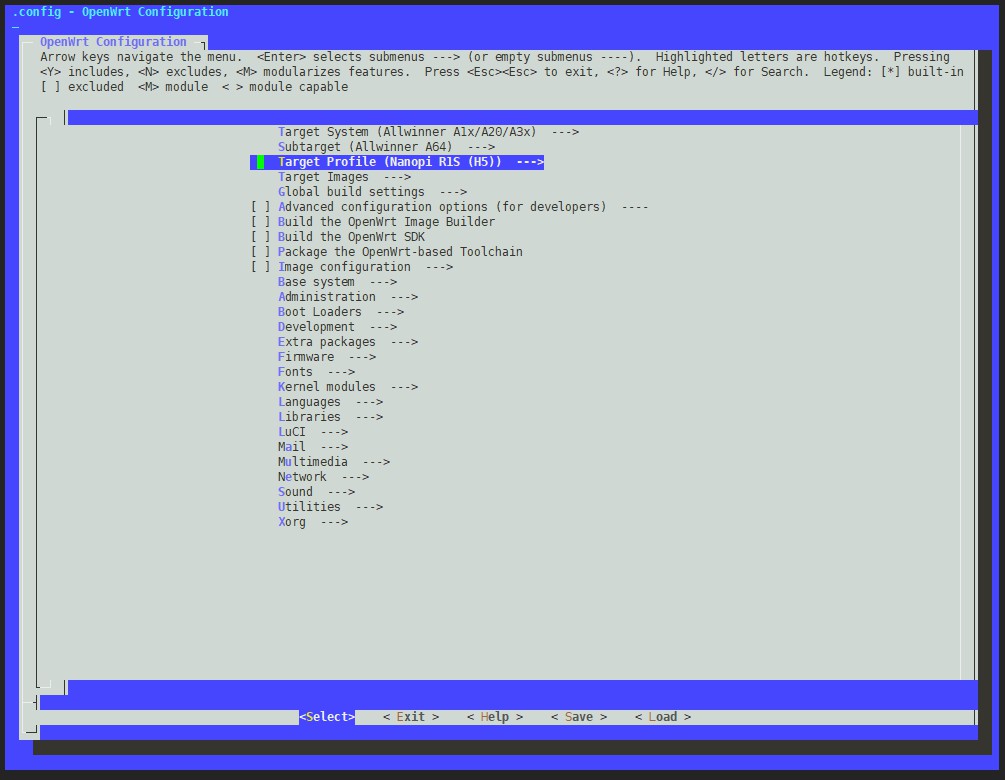 .config - OpenWrt Configuration
OpenWrt Configuration
Arrow keys navigate the menu.  <Enter> selects submenus ---> (or empty submenus ----).  Highlighted letters are hotkeys.  Pressing
<Y> includes, <N> excludes, <M> modularizes features.  Press <Esc><Esc> to exit, <?> for Help, </> for Search.  Legend: [*] built-in
[ ] excluded  <M> module  < > module capable
Target System (Allwinner A1x/A20/A3x)  --->
Subtarget (Allwinner A64)  --->
Target Profile (Nanopi R1S (H5))  --->
Target Images  --->
Global build settings  --->
[ ] Advanced configuration options (for developers)  ----
[ ] Build the OpenWrt Image Builder
[ ] Build the OpenWrt SDK
[ ] Package the OpenWrt-based Toolchain
[ ] Image configuration  --->
Base system  --->
Administration  --->
Boot Loaders  --->
Development  --->
Extra packages  --->
Firmware  --->
Fonts  --->
Kernel modules  --->
Languages  --->
Libraries  --->
LuCI  --->
Mail  --->
Multimedia  --->
Network  --->
Sound  --->
Utilities  --->
Xorg  --->
<Select>    < Exit >    < Help >    < Save >    < Load >